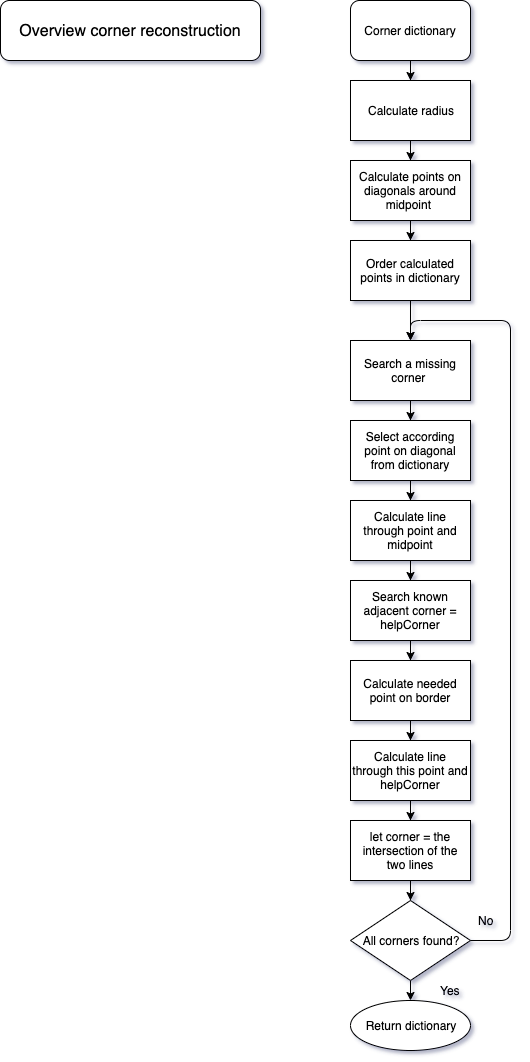 Overview corner reconstruction
Corner dictionary
Calculate radius
Calculate points on
diagonals around
midpoint
Order calculated
points in dictionary
Search a missing
corner
Select according
point on diagonal
from dictionary
Calculate line
through point and
midpoint
Search known
adjacent corner =
helpCorner
Calculate needed
point on border
Calculate line
through this point and
helpCorner
let corner = the
intersection of the
two lines
No
All corners found?
Yes
Return dictionary